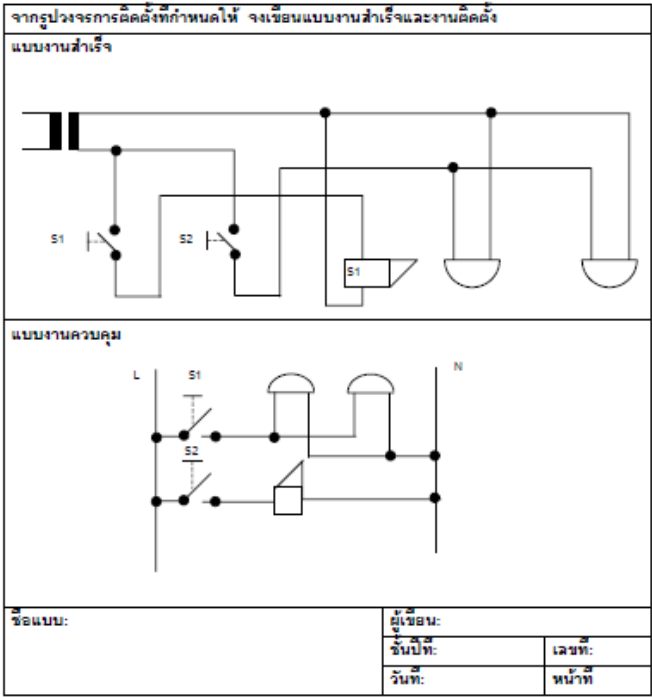 จากรูปวงจรการติดตั้งที่กำหนดให้ จงเขียนแบบงานสำเร็จและงานติดตั้ง
แบบงานสำเร็จ
S1
S2
S1
แบบงานควบคุม
L
S1
N
S2
ชื่อแบบ:
ผู้เขียน:
ชั้นปีที่:
เลขที่:
วันที่:
หน้าที่